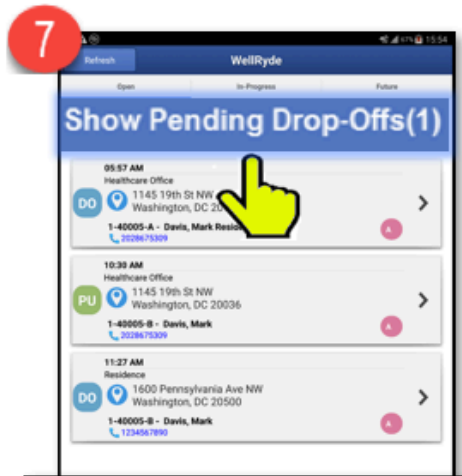 7
67% 15:54
Refresh
WellRyde
Open
In-Progress
Future
Show Pending Drop-Offs(1)
05:57 AM
Healthcare Office
DO
1145 19th St NW
Washington, DC
1-40005-A - Davis, Mark
A
2028675309
10:30 AM
Healthcare Office
PU
1145 19th St NW
Washington, DC 20036
1-40005-B - Davis, Mark
A
2028675309
11:27 AM
Residence
DO
1600 Pennsylvania Ave NW
Washington, DC 20500
1-40005-B - Davis, Mark
A
1234567890